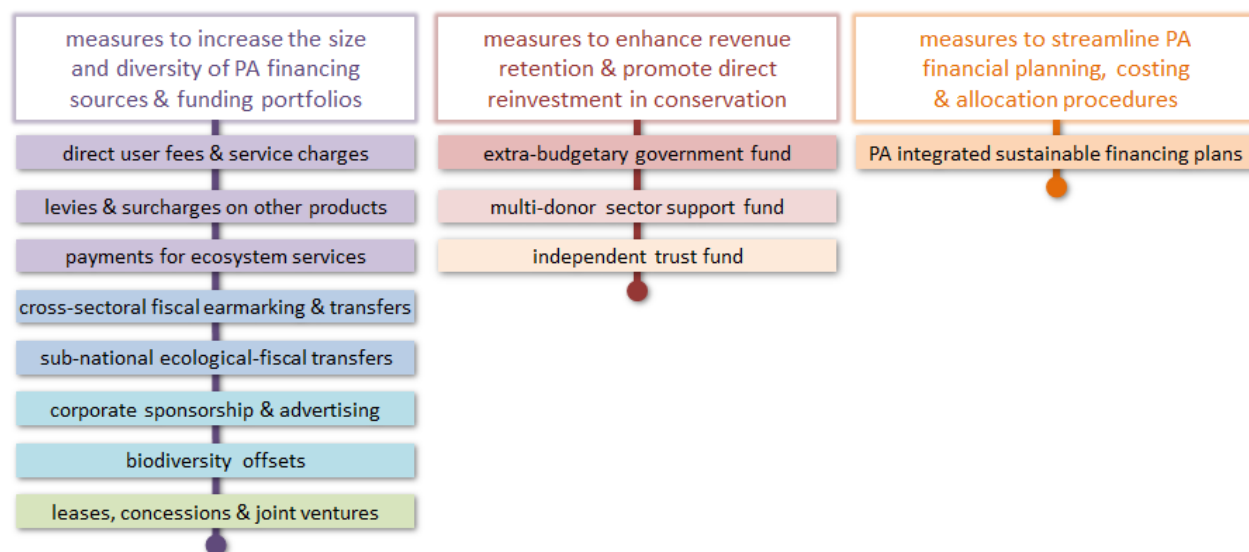 measures to increase the size
and diversity of PA financing
sources & funding portfolios
direct user fees & service charges
levies & surcharges on other products
payments for ecosystem services
cross-sectoral fiscal earmarking & transfers
sub-national ecological-fiscal transfers
corporate sponsorship & advertising
biodiversity offsets
leases, concessions & joint ventures
measures to enhance revenue
retention & promote direct
reinvestment in conservation
extra-budgetary government fund
multi-donor sector support fund
independent trust fund
measures to streamline PA
financial planning, costing
& allocation procedures
PA integrated sustainable financing plans